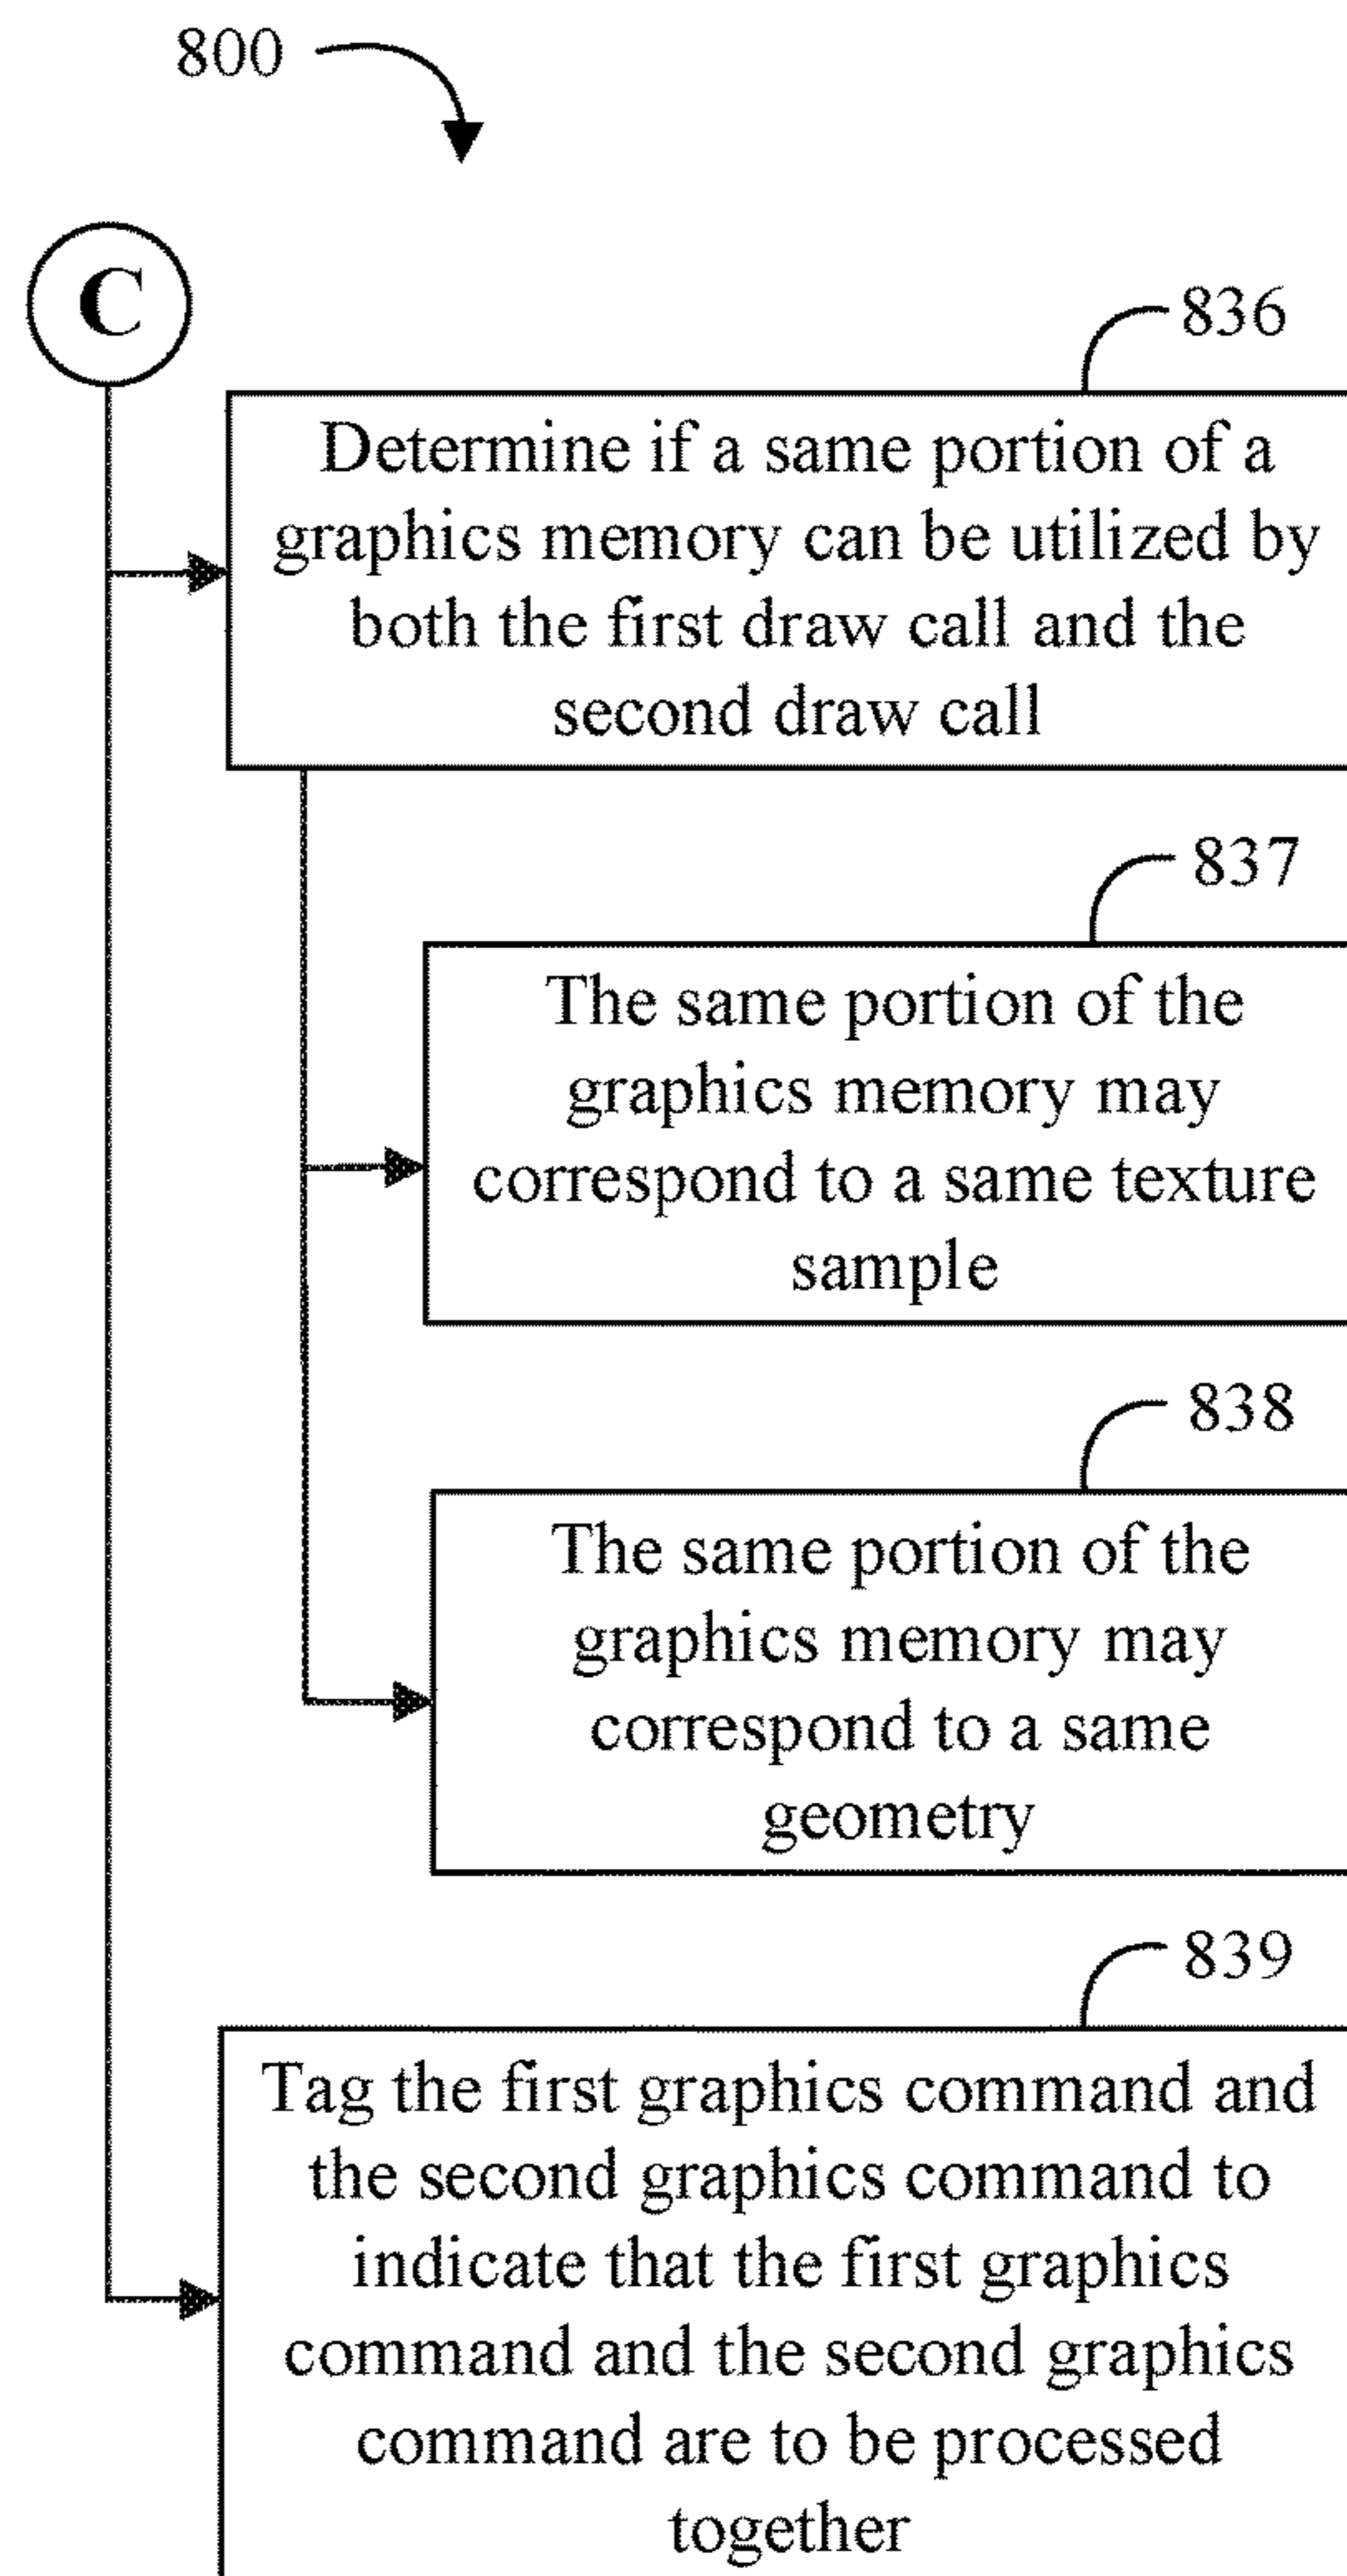 800
C
836
Determine if a same portion of a
graphics memory can be utilized by
both the first draw call and the
second draw call
837
The same portion of the
graphics memory may
correspond to a same texture
sample
838
The same portion of the
graphics memory may
correspond to a same
geometry
839
Tag the first graphics command and
the second graphics command to
indicate that the first graphics
command and the second graphics
command are to be processed
together